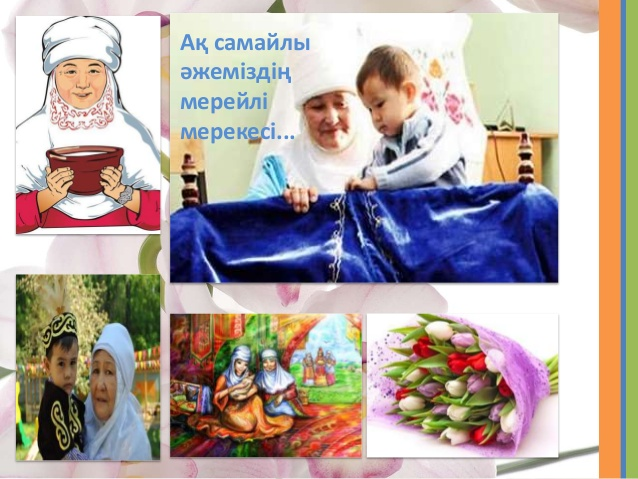 Ақ самайлы
әжеміздің
мерейлі
мерекесі...